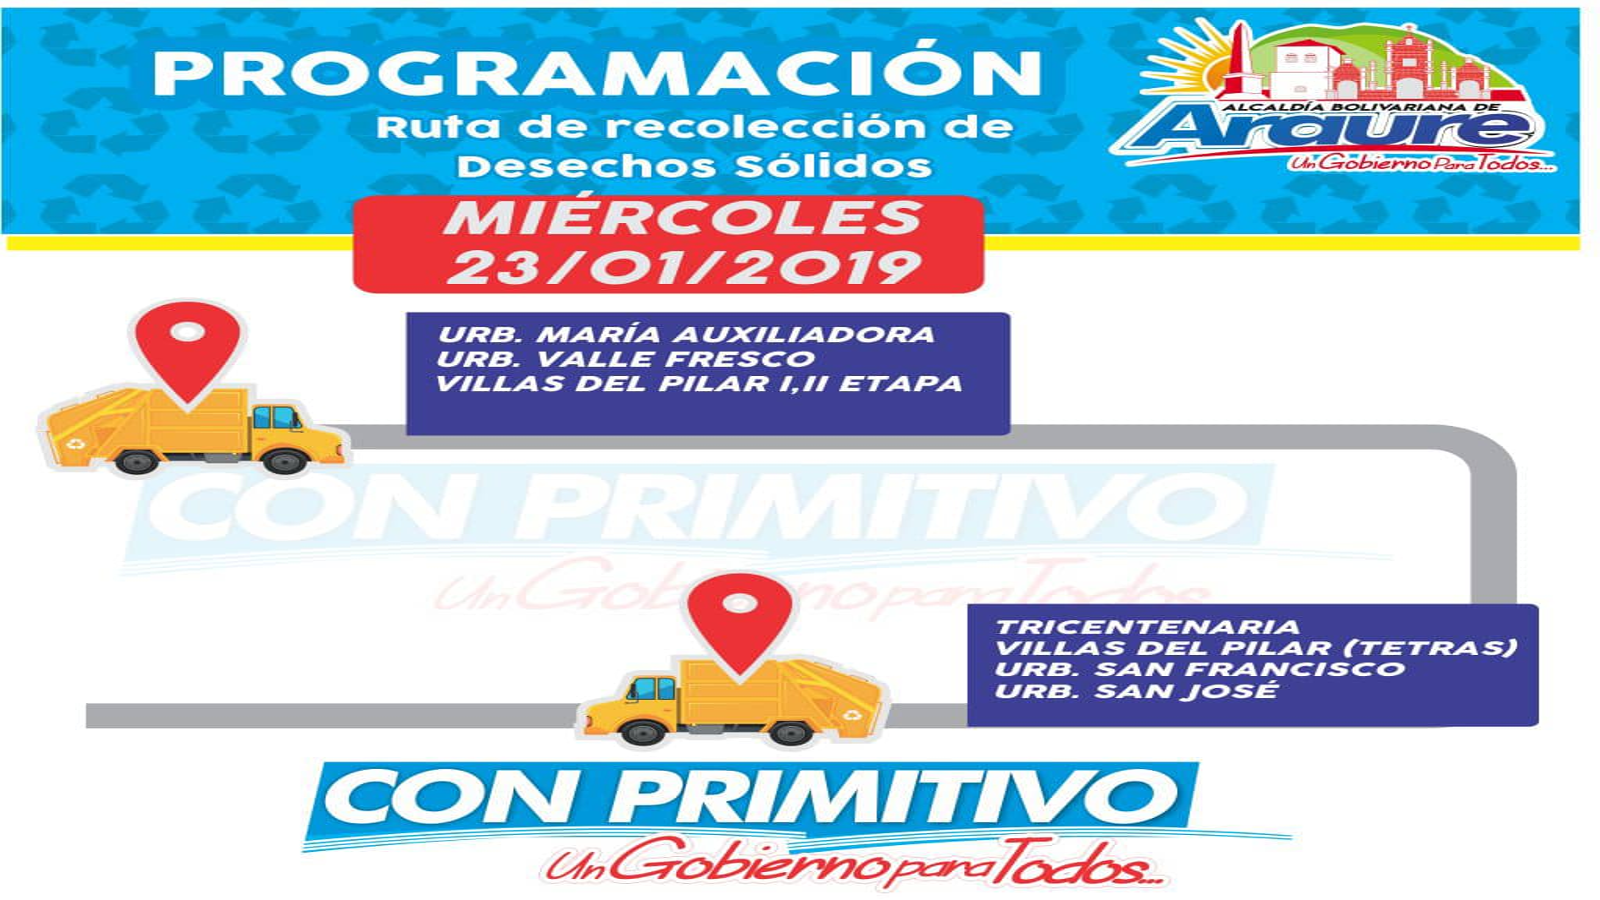 PROGRAMACIÓN
Ruta de recolección de
Desechos Sólidos
ALCALDÍA BOLIVARIANA DE
Araure
Un Gobierno Para Todos...
MIÉRCOLES
23/01/2019
URB. MARÍA AUXILIADORA
URB. VALLE FRESCO
VILLAS DEL PILAR I,II ETAPA
CON PRIMITIVO
Un Gobierno para Todos
TRICENTENARIA
VILLAS DEL PILAR (TETRAS)
URB. SAN FRANCISCO
URB. SAN JOSÉ
CON PRIMITIVO
Un Gobierno para Todos...